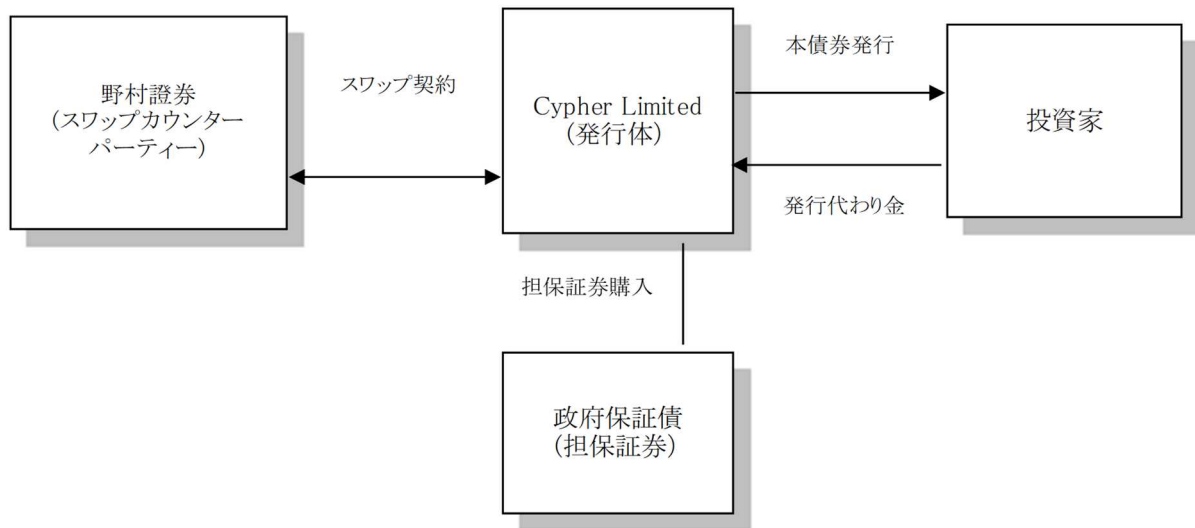 野村證券
(スワップカウンター
パーティー)
スワップ契約
Cypher Limited
(発行体)
本債券発行
投資家
発行代わり金
担保証券購入
政府保証債
(担保証券)